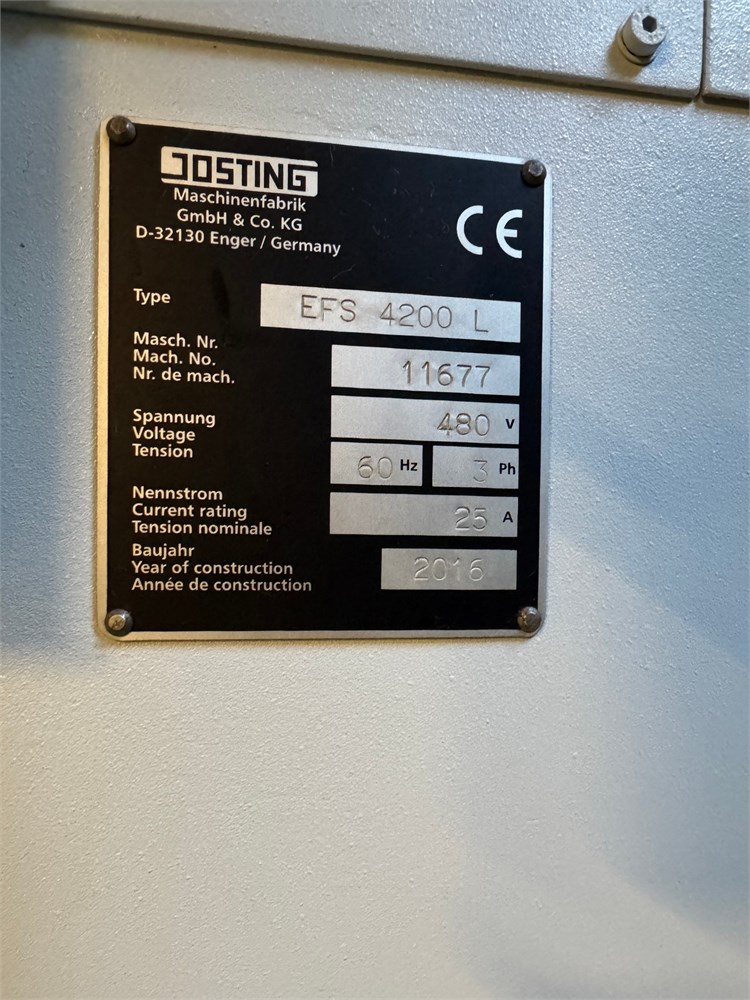 JOSTING
Maschinenfabrik
GmbH & Co. KG
D-32130 Enger / Germany
CE
Type EFS 4200 L
Masch. Nr.
Mach. No. 11677
Nr. de mach.
Spannung
Voltage 480 V
Tension 60 Hz 3 Ph
Nennstrom
Current rating 25 A
Tension nominale
Baujahr
Year of construction 2016
Année de construction